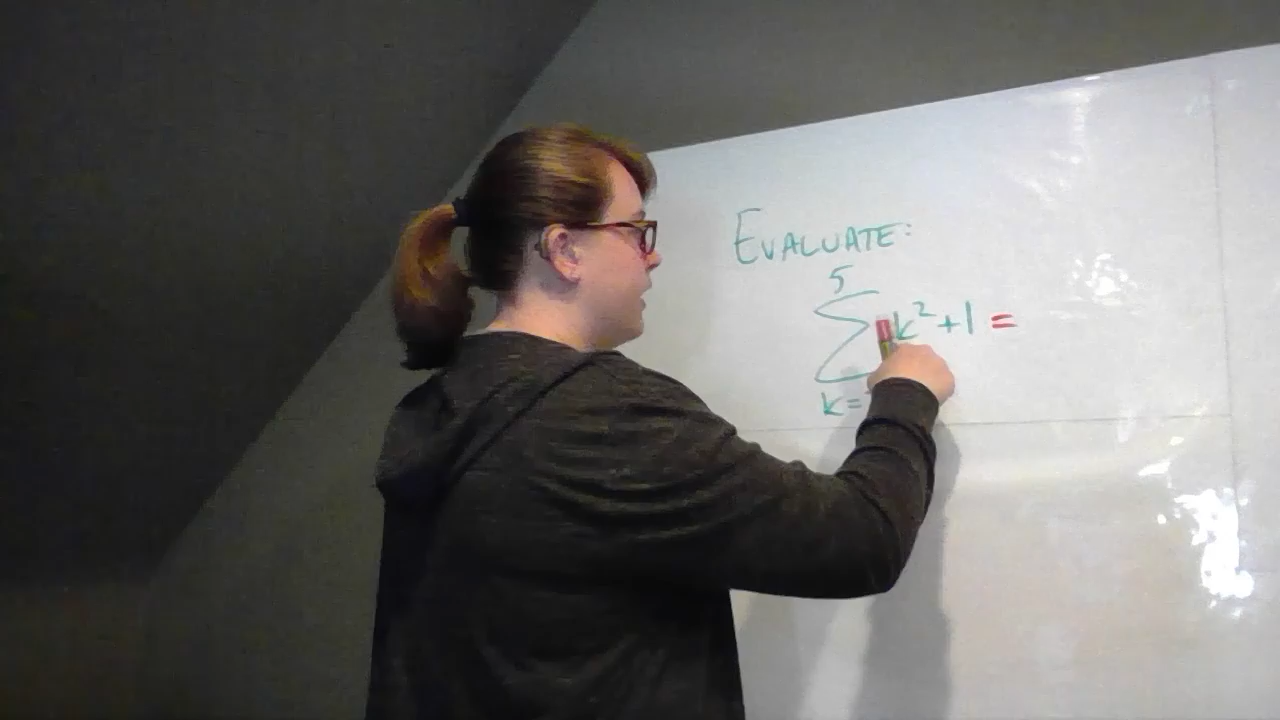 EVALUATE:
5
∑ k²+1 =
k=